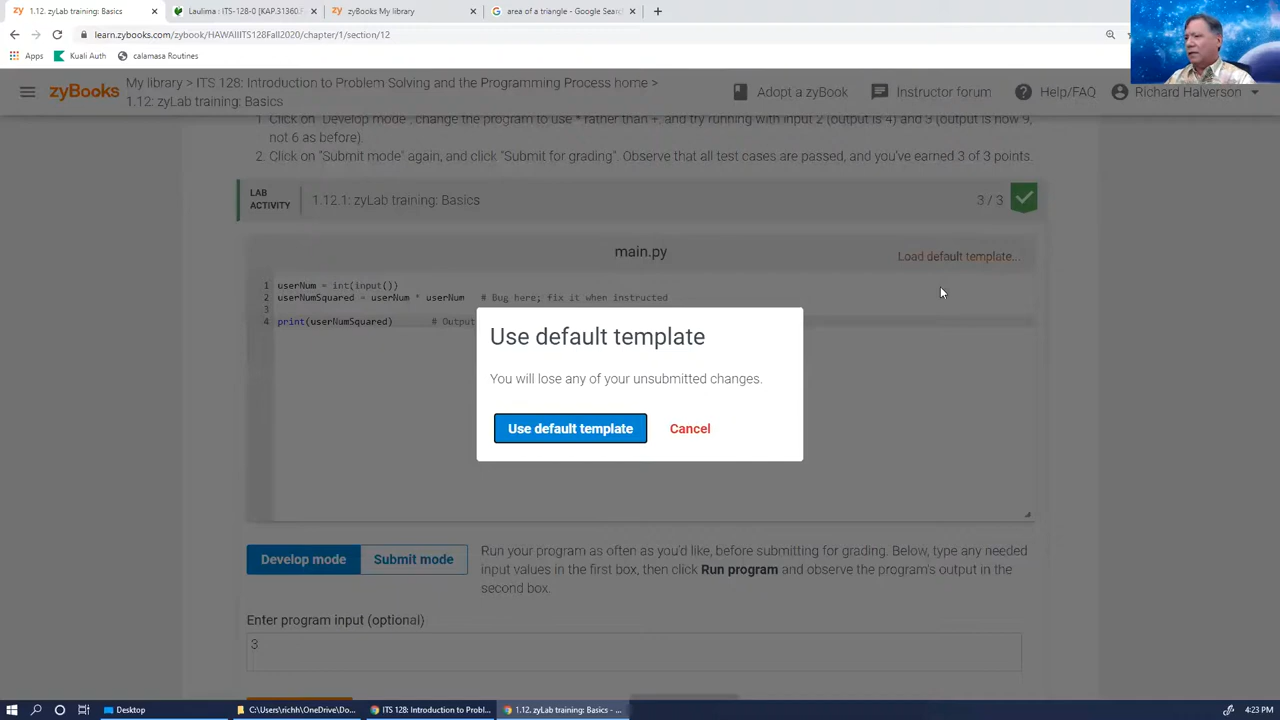 1.12. zyLab training: Basics
Laulima : ITS-128-0 [KAP.31360.F
zyBooks My library
area of a triangle - Google Sear
learn.zybooks.com/zybook/HAWAIIITS128Fall2020/chapter/1/section/12
Apps
Kuali Auth
calamasa Routines
zyBooks
My library > ITS 128: Introduction to Problem Solving and the Programming Process home >
1.12: zyLab training: Basics
Adopt a zyBook
Instructor forum
Help/FAQ
Richard Halverson
1. Click on "Develop mode", change the program to use * rather than +, and try running with input 2 (output is 4) and 3 (output is now 9,
not 6 as before).
2. Click on "Submit mode" again, and click "Submit for grading". Observe that all test cases are passed, and you've earned 3 of 3 points.
LAB
ACTIVITY
1.12.1: zyLab training: Basics
3 / 3
main.py
Load default template...
1 userNum = int(input())
2 userNumSquared = userNum * userNum # Bug here; fix it when instructed
3
4 print(userNumSquared) # Output
Use default template
You will lose any of your unsubmitted changes.
Use default template
Cancel
Develop mode
Submit mode
Run your program as often as you'd like, before submitting for grading. Below, type any needed
input values in the first box, then click Run program and observe the program's output in the
second box.
Enter program input (optional)
3
Desktop
C:\Users\richh\OneDrive\Do...
ITS 128: Introduction to Probl...
1.12. zyLab training: Basics - ...
4:23 PM